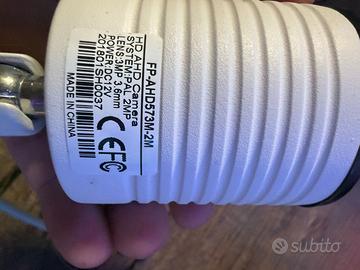 FP-AHD573M-2M
HD AHD Camera
SYSTEM:PAL 2MP
LENS:3MP 3.6mm
POWER:DC12V
201801SH0037
MADE IN CHINA
CE FC
subito